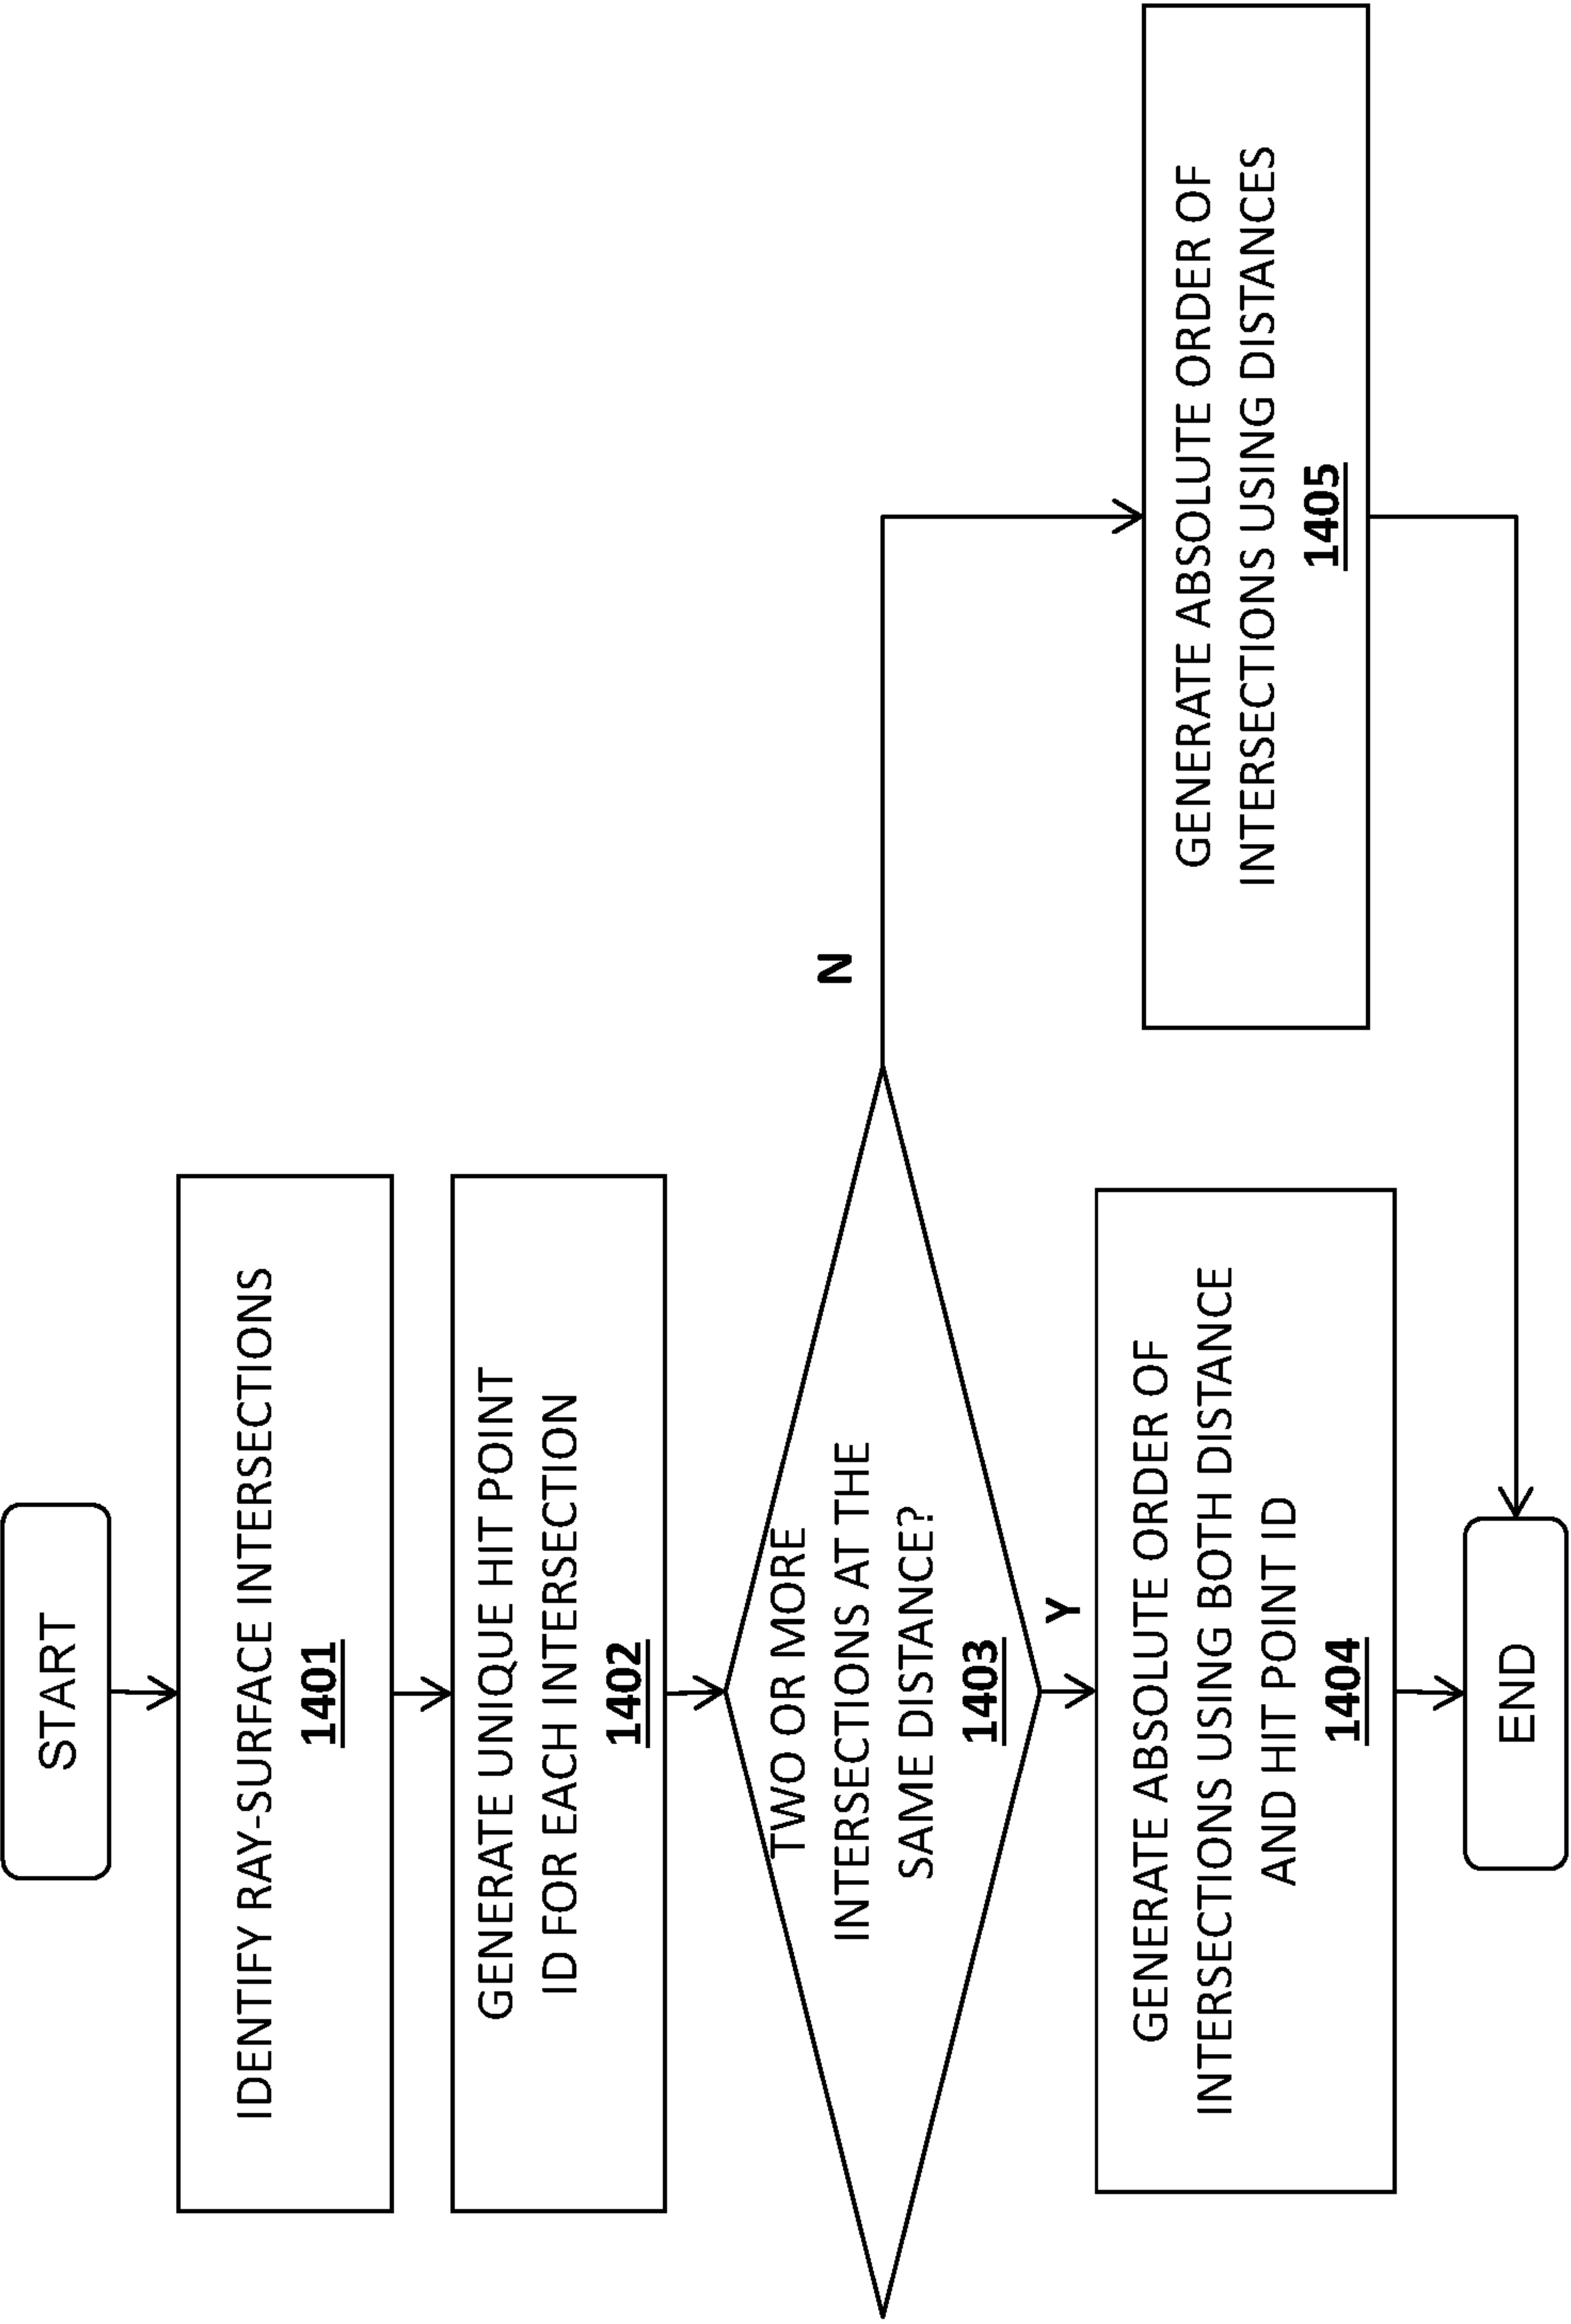 START
IDENTIFY RAY-SURFACE INTERSECTIONS
1401
GENERATE UNIQUE HIT POINT
ID FOR EACH INTERSECTION
1402
TWO OR MORE
INTERSECTIONS AT THE
SAME DISTANCE?
1403
N
Y
GENERATE ABSOLUTE ORDER OF
INTERSECTIONS USING BOTH DISTANCE
AND HIT POINT ID
1404
GENERATE ABSOLUTE ORDER OF
INTERSECTIONS USING DISTANCES
1405
END